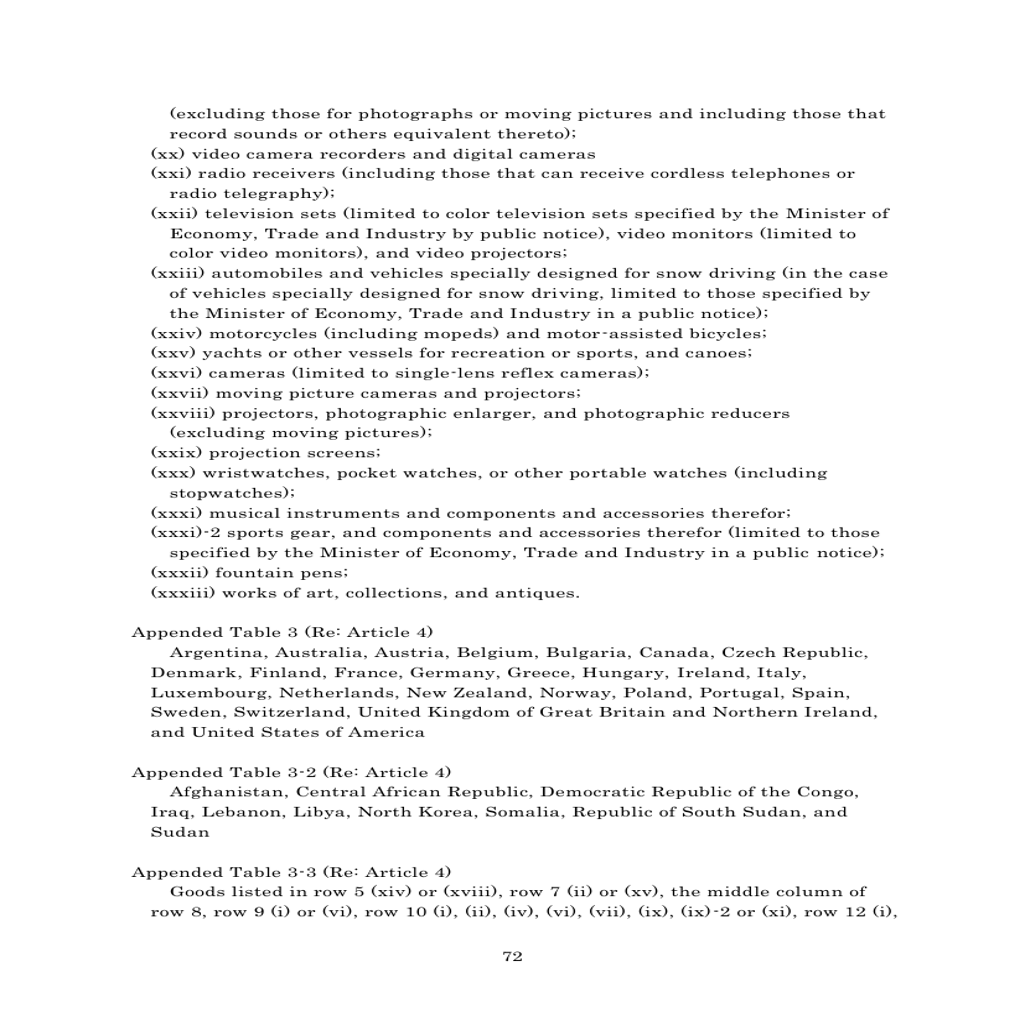 (excluding those for photographs or moving pictures and including those that
record sounds or others equivalent thereto);
(xx) video camera recorders and digital cameras
(xxi) radio receivers (including those that can receive cordless telephones or
radio telegraphy);
(xxii) television sets (limited to color television sets specified by the Minister of
Economy, Trade and Industry by public notice), video monitors (limited to
color video monitors), and video projectors;
(xxiii) automobiles and vehicles specially designed for snow driving (in the case
of vehicles specially designed for snow driving, limited to those specified by
the Minister of Economy, Trade and Industry in a public notice);
(xxiv) motorcycles (including mopeds) and motor-assisted bicycles;
(xxv) yachts or other vessels for recreation or sports, and canoes;
(xxvi) cameras (limited to single-lens reflex cameras);
(xxvii) moving picture cameras and projectors;
(xxviii) projectors, photographic enlarger, and photographic reducers
(excluding moving pictures);
(xxix) projection screens;
(xxx) wristwatches, pocket watches, or other portable watches (including
stopwatches);
(xxxi) musical instruments and components and accessories therefor;
(xxxi)-2 sports gear, and components and accessories therefor (limited to those
specified by the Minister of Economy, Trade and Industry in a public notice);
(xxxii) fountain pens;
(xxxiii) works of art, collections, and antiques.
Appended Table 3 (Re: Article 4)
Argentina, Australia, Austria, Belgium, Bulgaria, Canada, Czech Republic,
Denmark, Finland, France, Germany, Greece, Hungary, Ireland, Italy,
Luxembourg, Netherlands, New Zealand, Norway, Poland, Portugal, Spain,
Sweden, Switzerland, United Kingdom of Great Britain and Northern Ireland,
and United States of America
Appended Table 3-2 (Re: Article 4)
Afghanistan, Central African Republic, Democratic Republic of the Congo,
Iraq, Lebanon, Libya, North Korea, Somalia, Republic of South Sudan, and
Sudan
Appended Table 3-3 (Re: Article 4)
Goods listed in row 5 (xiv) or (xviii), row 7 (ii) or (xv), the middle column of
row 8, row 9 (i) or (vi), row 10 (i), (ii), (iv), (vi), (vii), (ix), (ix)-2 or (xi), row 12 (i),
72